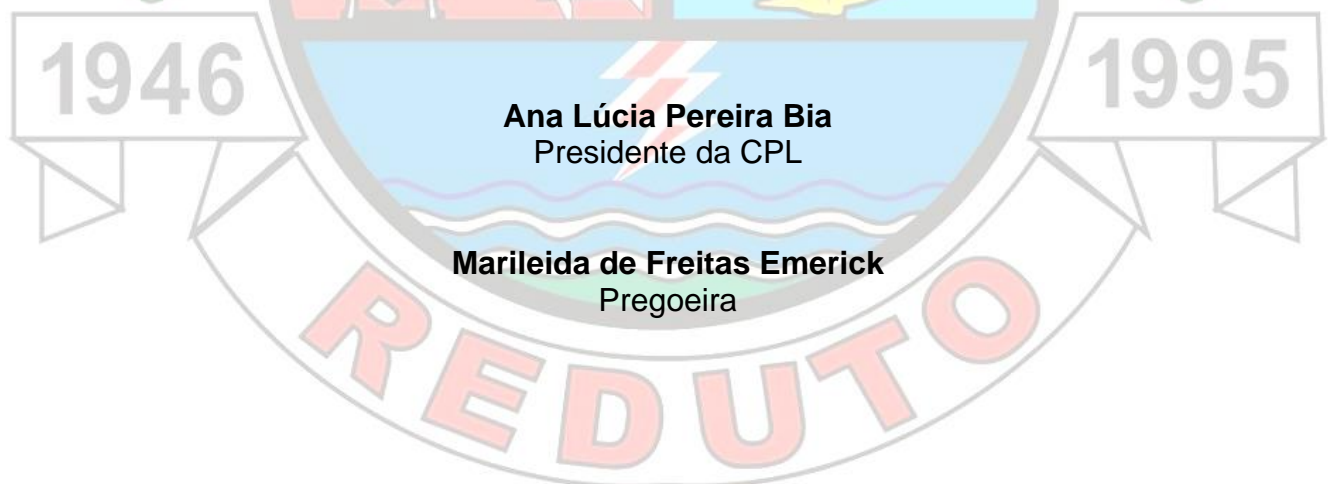 1946
1995
Ana Lúcia Pereira Bia
Presidente da CPL
Marileida de Freitas Emerick
Pregoeira
REDUTO